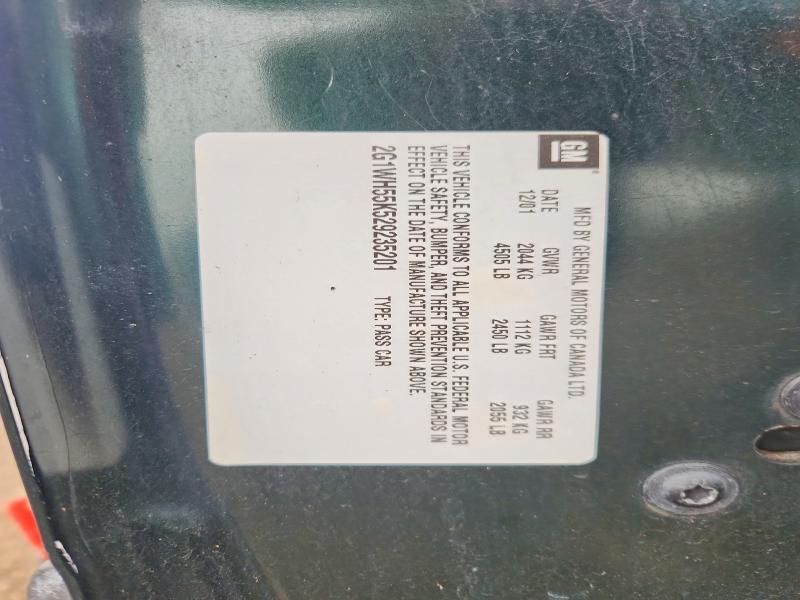 GM
MFD BY GENERAL MOTORS OF CANADA LTD.
DATE GVWR GAWR FRT GAWR RR
12/01 2044 KG 1112 KG 932 KG
4505 LB 2450 LB 2055 LB
THIS VEHICLE CONFORMS TO ALL APPLICABLE U.S. FEDERAL MOTOR
VEHICLE SAFETY, BUMPER, AND THEFT PREVENTION STANDARDS IN
EFFECT ON THE DATE OF MANUFACTURE SHOWN ABOVE.
2G1WH55K529235201 TYPE: PASS CAR